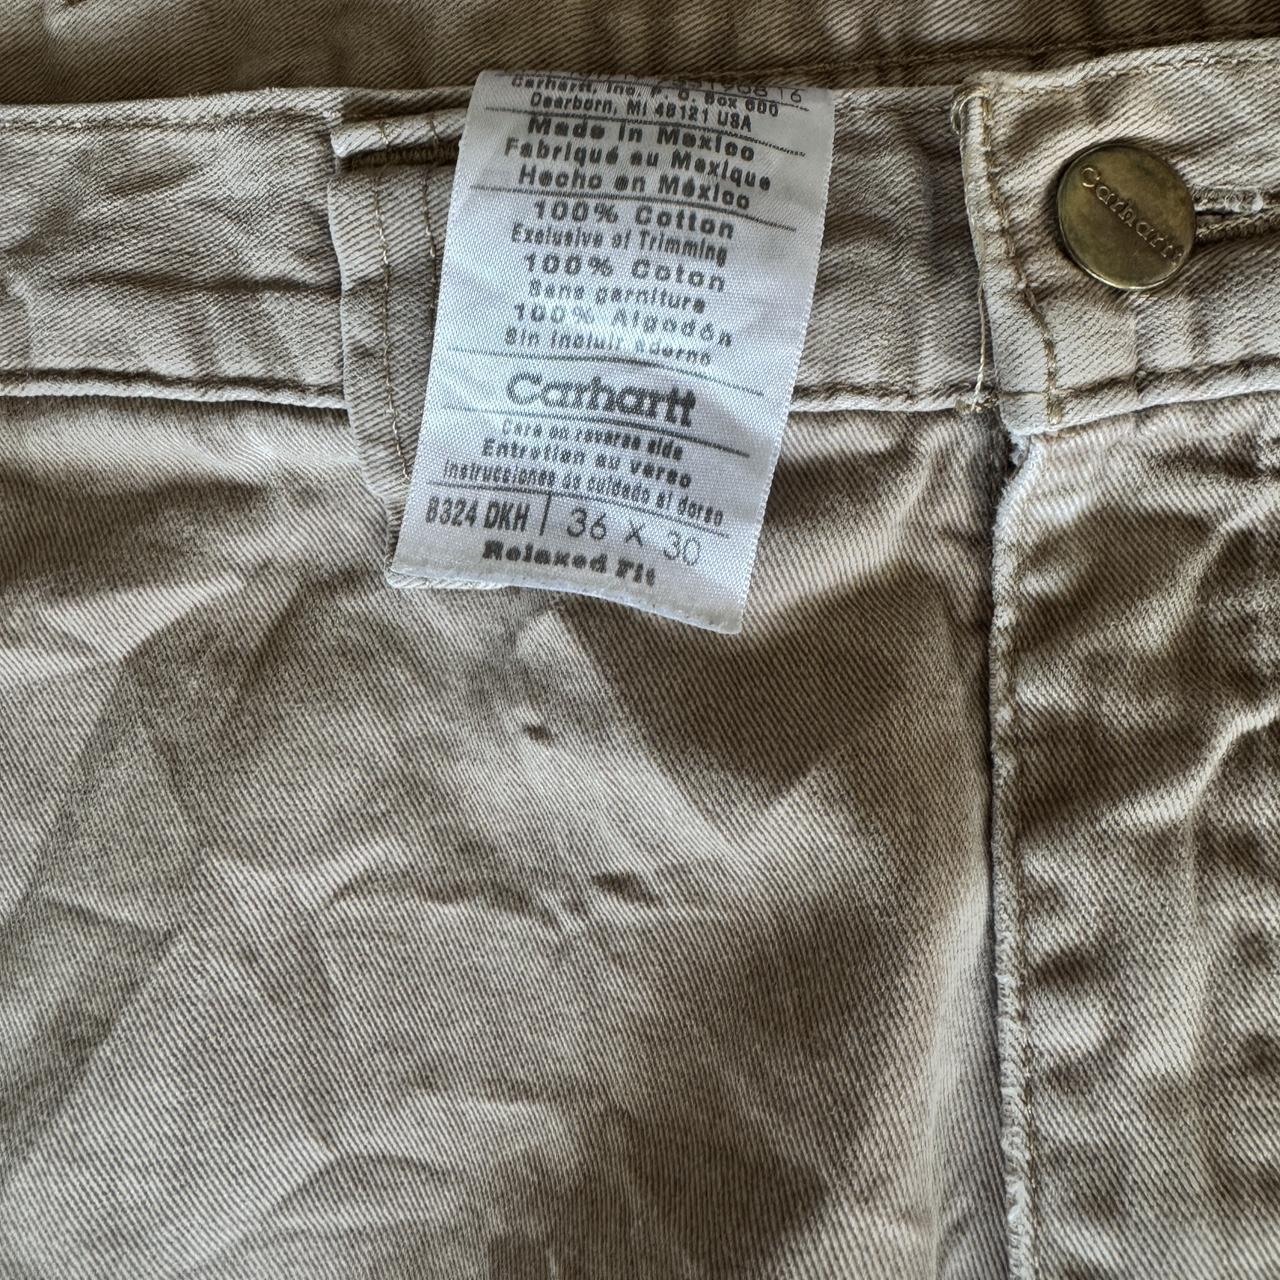 Carhartt, Inc. P. O. Box 600
Dearborn, MI 48121 USA
Made in Mexico
Fabriqué au Mexique
Hecho en México
100% Cotton
Exclusive of Trimming
100% Coton
Sans garniture
100% Algodón
Sin incluir adorno
Carhartt
Care on reverse side
Entretien au verso
Instrucciones de cuidado al dorso
B324 DKH | 36 X 30
Relaxed Fit
Carhartt